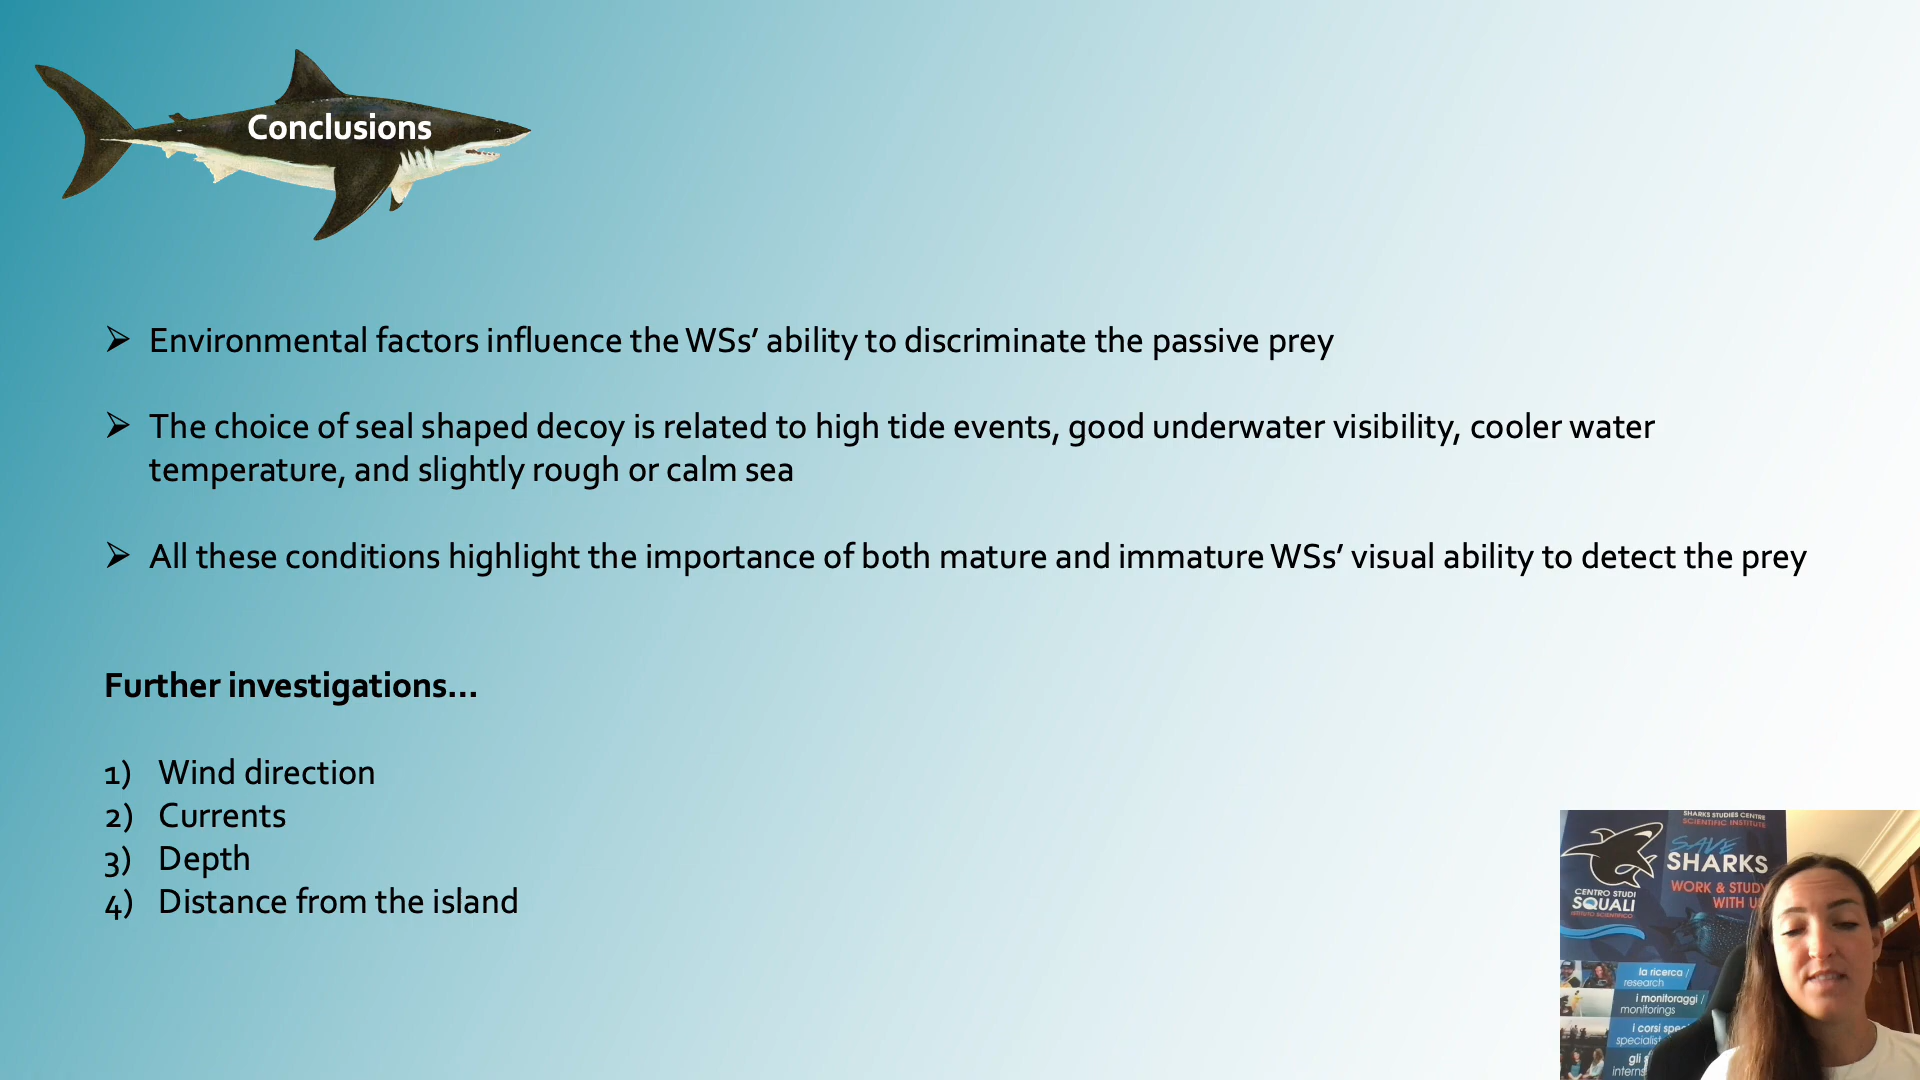 Conclusions
➢ Environmental factors influence the WSs’ ability to discriminate the passive prey
➢ The choice of seal shaped decoy is related to high tide events, good underwater visibility, cooler water
temperature, and slightly rough or calm sea
➢ All these conditions highlight the importance of both mature and immature WSs’ visual ability to detect the prey
Further investigations...
1) Wind direction
2) Currents
3) Depth
4) Distance from the island
SHARKS STUDIES CENTRE
SCIENTIFIC INSTITUTE
SAVE
SHARKS
WORK & STUDY
WITH
CENTRO STUDI
SQUALI
ISTITUTO SCIENTIFICO
la ricerca /
research
i monitoraggi /
monitorings
i corsi